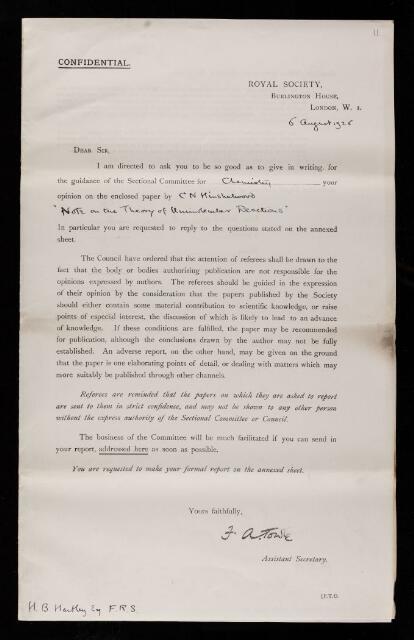 11
CONFIDENTIAL.
ROYAL SOCIETY,
BURLINGTON HOUSE,
LONDON, W. 1.
6 August 1926
DEAR SIR,
I am directed to ask you to be so good as to give in writing, for
the guidance of the Sectional Committee for Chemistry your
opinion on the enclosed paper by C N Hinshelwood
"Note on the Theory of Unimolecular Reactions"
In particular you are requested to reply to the questions stated on the annexed
sheet.
The Council have ordered that the attention of referees shall be drawn to the
fact that the body or bodies authorising publication are not responsible for the
opinions expressed by authors. The referees should be guided in the expression
of their opinion by the consideration that the papers published by the Society
should either contain some material contribution to scientific knowledge, or raise
points of especial interest, the discussion of which is likely to lead to an advance
of knowledge. If these conditions are fulfilled, the paper may be recommended
for publication, although the conclusions drawn by the author may not be fully
established. An adverse report, on the other hand, may be given on the ground
that the paper is one elaborating points of detail, or dealing with matters which may
more suitably be published through other channels.
Referees are reminded that the papers on which they are asked to report
are sent to them in strict confidence, and may not be shown to any other person
without the express authority of the Sectional Committee or Council.
The business of the Committee will be much facilitated if you can send in
your report, addressed here as soon as possible.
You are requested to make your formal report on the annexed sheet.
Yours faithfully,
F. A. Towle
Assistant Secretary.
[P.T.O.
H. B. Hartley Esq F.R.S